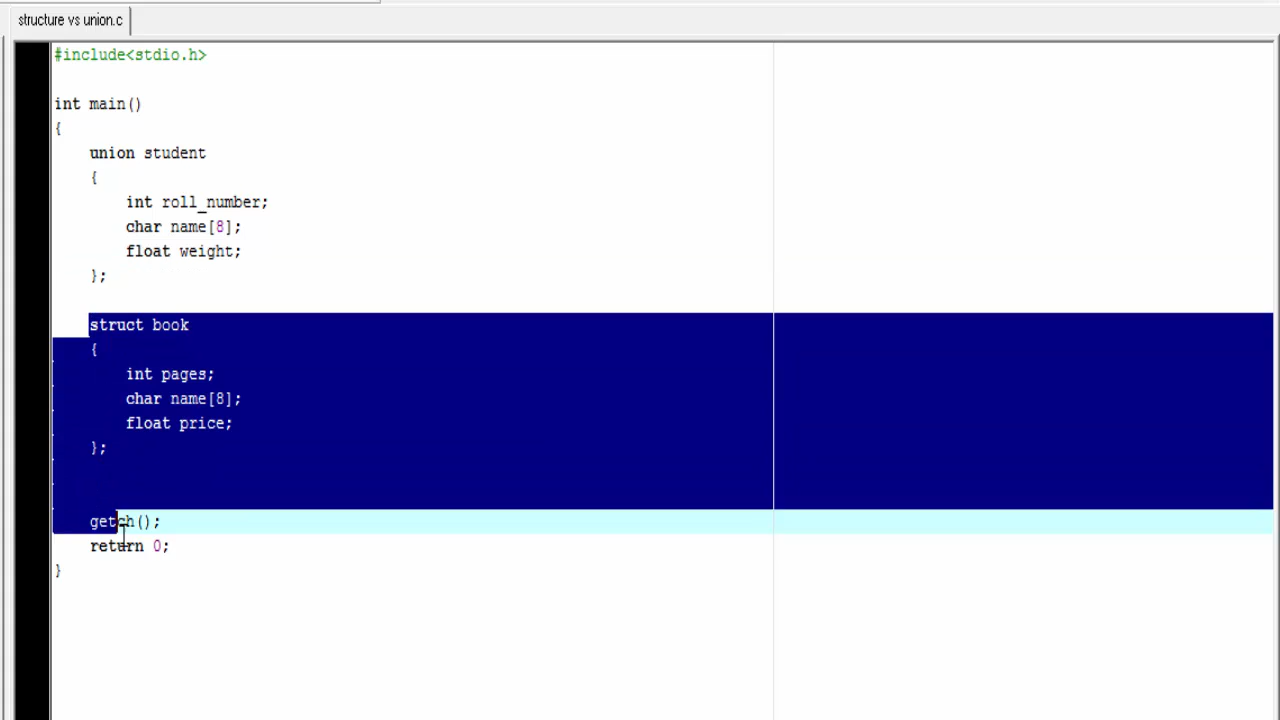 structure vs union.c
#include<stdio.h>
int main()
{
union student
{
int roll_number;
char name[8];
float weight;
};
struct book
{
int pages;
char name[8];
float price;
};
getch();
return 0;
}